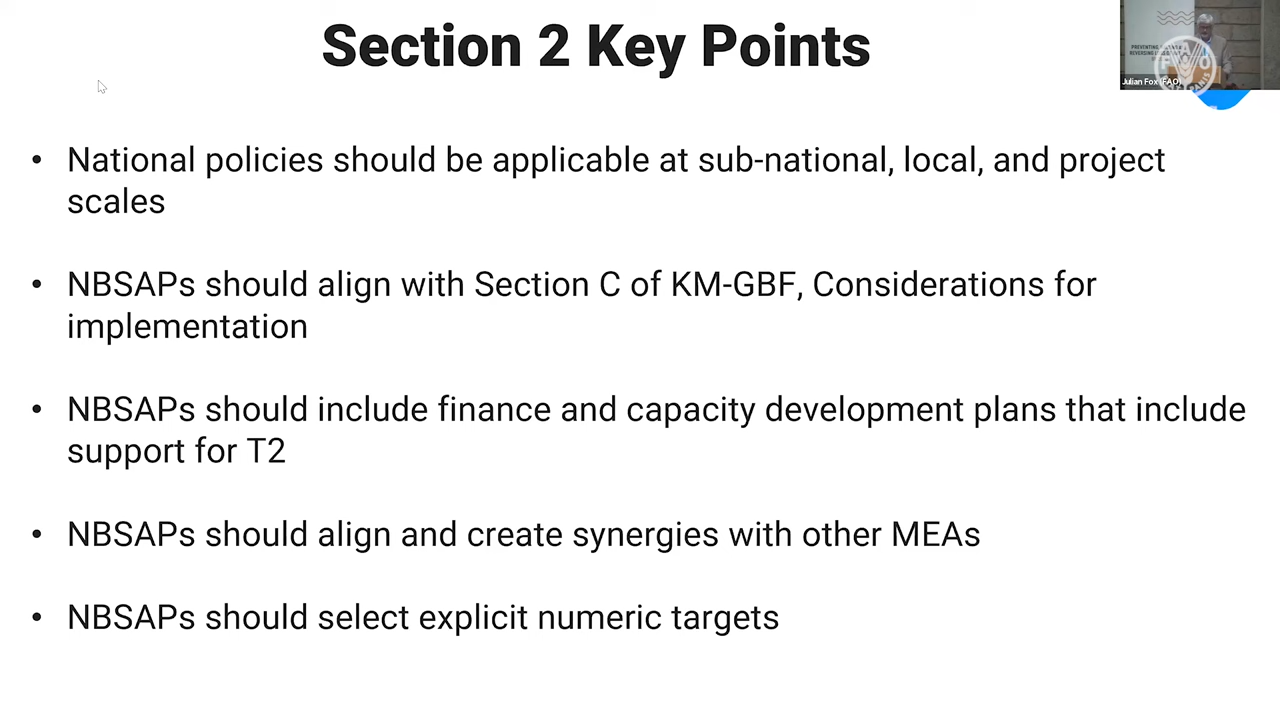 Section 2 Key Points
• National policies should be applicable at sub-national, local, and project
scales
• NBSAPs should align with Section C of KM-GBF, Considerations for
implementation
• NBSAPs should include finance and capacity development plans that include
support for T2
• NBSAPs should align and create synergies with other MEAs
• NBSAPs should select explicit numeric targets
Julian Fox (FAO)